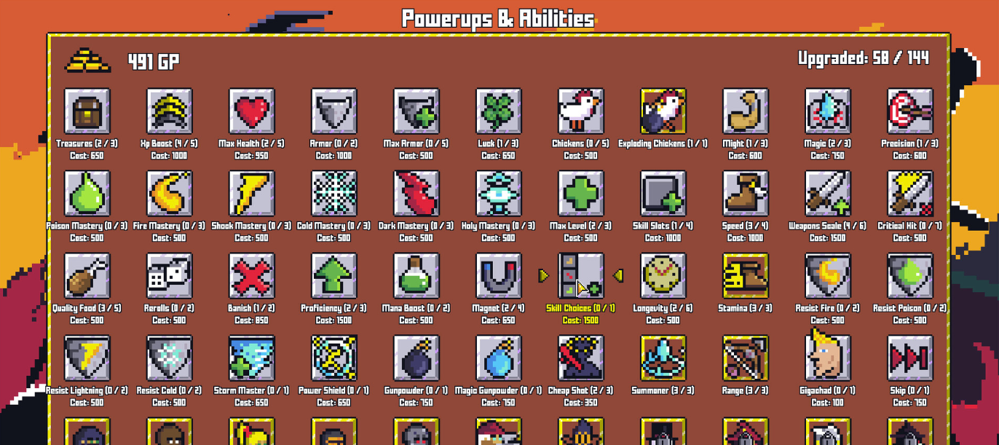 Powerups & Abilities
491 GP
Upgraded: 58 / 144
Treasures (2 / 3)
Cost: 650
Xp Boost (4 / 5)
Cost: 1000
Max Health (2 / 5)
Cost: 950
Armor (0 / 2)
Cost: 1000
Max Armor (0 / 5)
Cost: 500
Luck (1 / 3)
Cost: 650
Chickens (0 / 5)
Cost: 500
Exploding Chickens (1 / 1)
Might (1 / 3)
Cost: 600
Magic (2 / 3)
Cost: 750
Precision (1 / 3)
Cost: 600
Poison Mastery (0 / 3)
Cost: 500
Fire Mastery (0 / 3)
Cost: 500
Shock Mastery (0 / 3)
Cost: 500
Cold Mastery (0 / 3)
Cost: 500
Dark Mastery (0 / 3)
Cost: 500
Holy Mastery (0 / 3)
Cost: 500
Max Level (2 / 3)
Cost: 500
Skill Slots (1 / 4)
Cost: 1000
Speed (3 / 4)
Cost: 1000
Weapons Scale (4 / 6)
Cost: 1500
Critical Hit (0 / 1)
Cost: 500
Quality Food (3 / 5)
Cost: 500
Rerolls (0 / 2)
Cost: 500
Banish (1 / 2)
Cost: 850
Proficiency (2 / 3)
Cost: 1500
Mana Boost (0 / 2)
Cost: 500
Magnet (2 / 4)
Cost: 650
Skill Choices (0 / 1)
Cost: 1500
Longevity (2 / 6)
Cost: 500
Stamina (3 / 3)
Resist Fire (0 / 2)
Cost: 500
Resist Poison (0 / 2)
Cost: 500
Resist Lightning (0 / 2)
Cost: 500
Resist Cold (0 / 2)
Cost: 500
Storm Master (0 / 1)
Cost: 650
Power Shield (0 / 1)
Cost: 650
Gunpowder (0 / 1)
Cost: 750
Magic Gunpowder (0 / 1)
Cost: 750
Cheap Shot (2 / 3)
Cost: 350
Summoner (3 / 3)
Range (3 / 3)
Gigachad (0 / 1)
Cost: 100
Skip (0 / 1)
Cost: 750